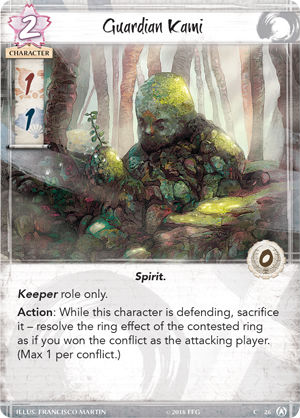 2
Guardian Kami
CHARACTER
1
1
0
Spirit.
Keeper role only.
Action: While this character is defending, sacrifice
it – resolve the ring effect of the contested ring
as if you won the conflict as the attacking player.
(Max 1 per conflict.)
ILLUS. FRANCISCO MARTIN
©2018 FFG
C 26